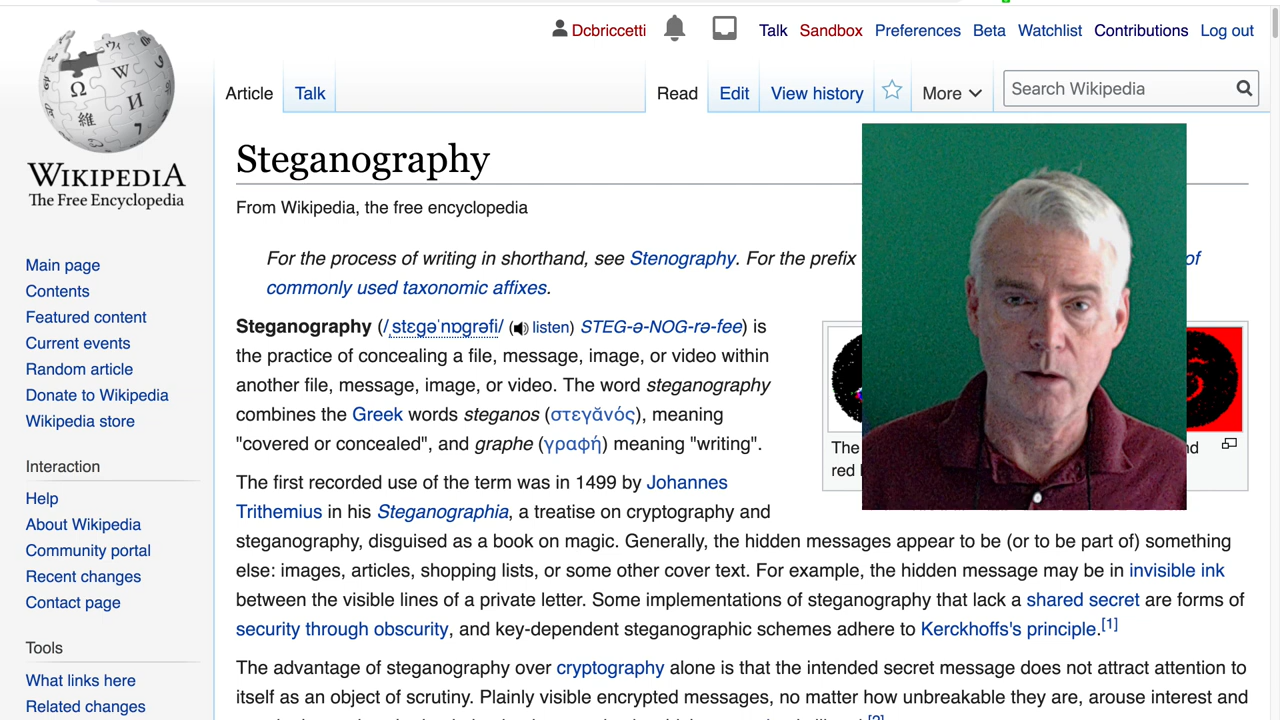 Dcbriccetti Talk Sandbox Preferences Beta Watchlist Contributions Log out
Article Talk Read Edit View history More Search Wikipedia
WIKIPEDIA
The Free Encyclopedia
Main page
Contents
Featured content
Current events
Random article
Donate to Wikipedia
Wikipedia store
Interaction
Help
About Wikipedia
Community portal
Recent changes
Contact page
Tools
What links here
Related changes
Steganography
From Wikipedia, the free encyclopedia
For the process of writing in shorthand, see Stenography. For the prefix of
commonly used taxonomic affixes.
Steganography (/ˌstɛɡəˈnɒɡrəfi/ (listen) STEG-ə-NOG-rə-fee) is
the practice of concealing a file, message, image, or video within
another file, message, image, or video. The word steganography
combines the Greek words steganos (στεγᾰνός), meaning
"covered or concealed", and graphe (γραφή) meaning "writing".
The
red
The first recorded use of the term was in 1499 by Johannes
Trithemius in his Steganographia, a treatise on cryptography and
steganography, disguised as a book on magic. Generally, the hidden messages appear to be (or to be part of) something
else: images, articles, shopping lists, or some other cover text. For example, the hidden message may be in invisible ink
between the visible lines of a private letter. Some implementations of steganography that lack a shared secret are forms of
security through obscurity, and key-dependent steganographic schemes adhere to Kerckhoffs's principle.[1]
The advantage of steganography over cryptography alone is that the intended secret message does not attract attention to
itself as an object of scrutiny. Plainly visible encrypted messages, no matter how unbreakable they are, arouse interest and